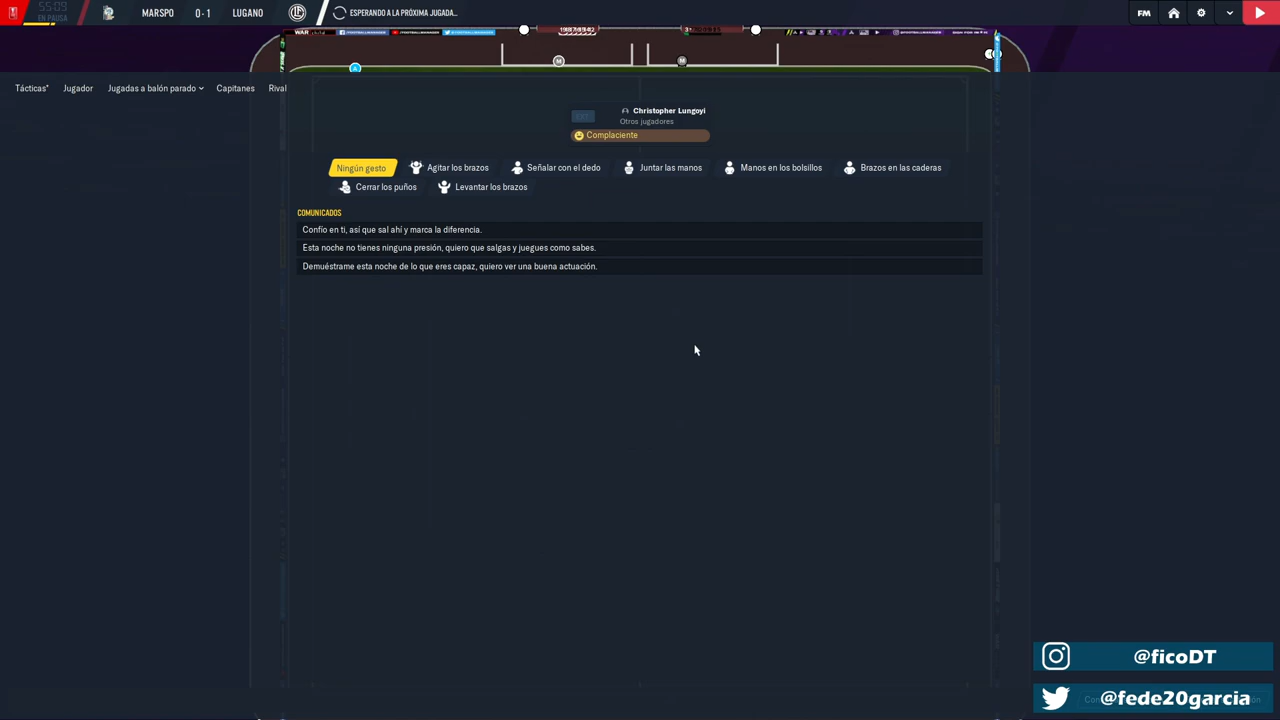 55:09
EN PAUSA
MARSPO
0 - 1
LUGANO
ESPERANDO A LA PRÓXIMA JUGADA...
FM
Tácticas*
Jugador
Jugadas a balón parado
Capitanes
Rival
Christopher Lungoyi
Otros jugadores
Complaciente
Ningún gesto
Agitar los brazos
Señalar con el dedo
Juntar las manos
Manos en los bolsillos
Brazos en las caderas
Cerrar los puños
Levantar los brazos
COMUNICADOS
Confío en ti, así que sal ahí y marca la diferencia.
Esta noche no tienes ninguna presión, quiero que salgas y juegues como sabes.
Demuéstrame esta noche de lo que eres capaz, quiero ver una buena actuación.
@ficoDT
@fede20garcia